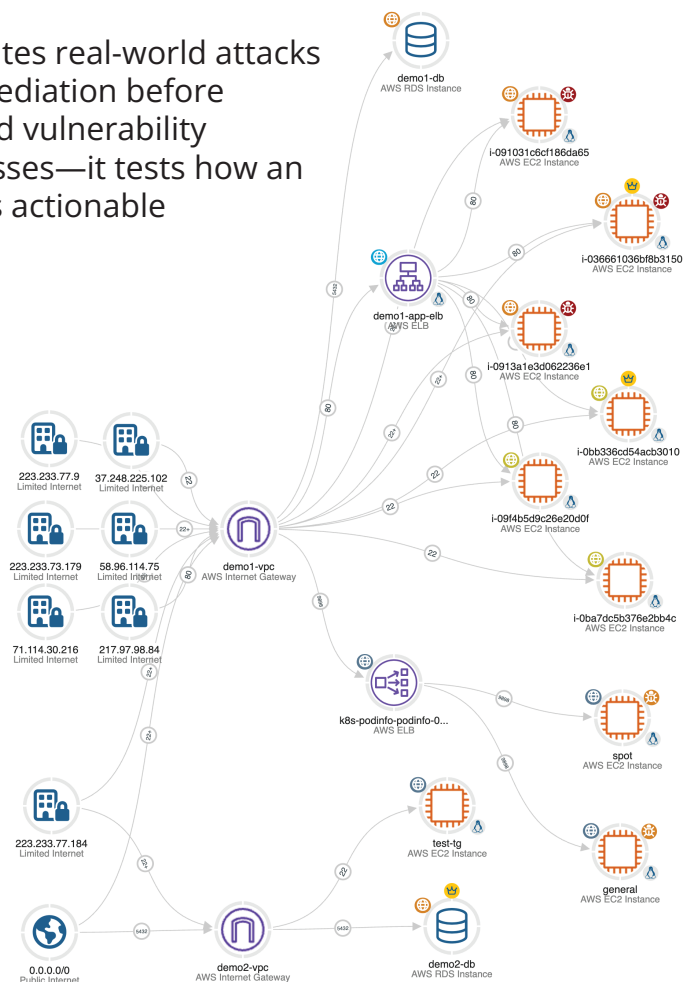 tes real-world attacks
ediation before
d vulnerability
sses—it tests how an
s actionable
demo1-db
AWS RDS Instance
i-091031c6cf186da65
AWS EC2 Instance
i-036661036bf8b3150
AWS EC2 Instance
80
80
5432
demo1-app-elb
AWS ELB
80
i-0913a1e3d062236e1
AWS EC2 Instance
80
22+
80
i-0bb336cd54acb3010
AWS EC2 Instance
80
22+
223.233.77.9
Limited Internet
37.248.225.102
Limited Internet
22
22
22
i-09f4b5d9c26e20d0f
AWS EC2 Instance
223.233.73.179
Limited Internet
58.96.114.75
Limited Internet
22+
80
demo1-vpc
AWS Internet Gateway
22
i-0ba7dc5b376e2bb4c
AWS EC2 Instance
71.114.30.216
Limited Internet
217.97.98.84
Limited Internet
22+
k8s-podinfo-podinfo-0...
AWS ELB
22+
spot
AWS EC2 Instance
223.233.77.184
Limited Internet
test-tg
AWS EC2 Instance
22+
22
general
AWS EC2 Instance
0.0.0.0/0
Public Internet
5432
demo2-vpc
AWS Internet Gateway
5432
demo2-db
AWS RDS Instance